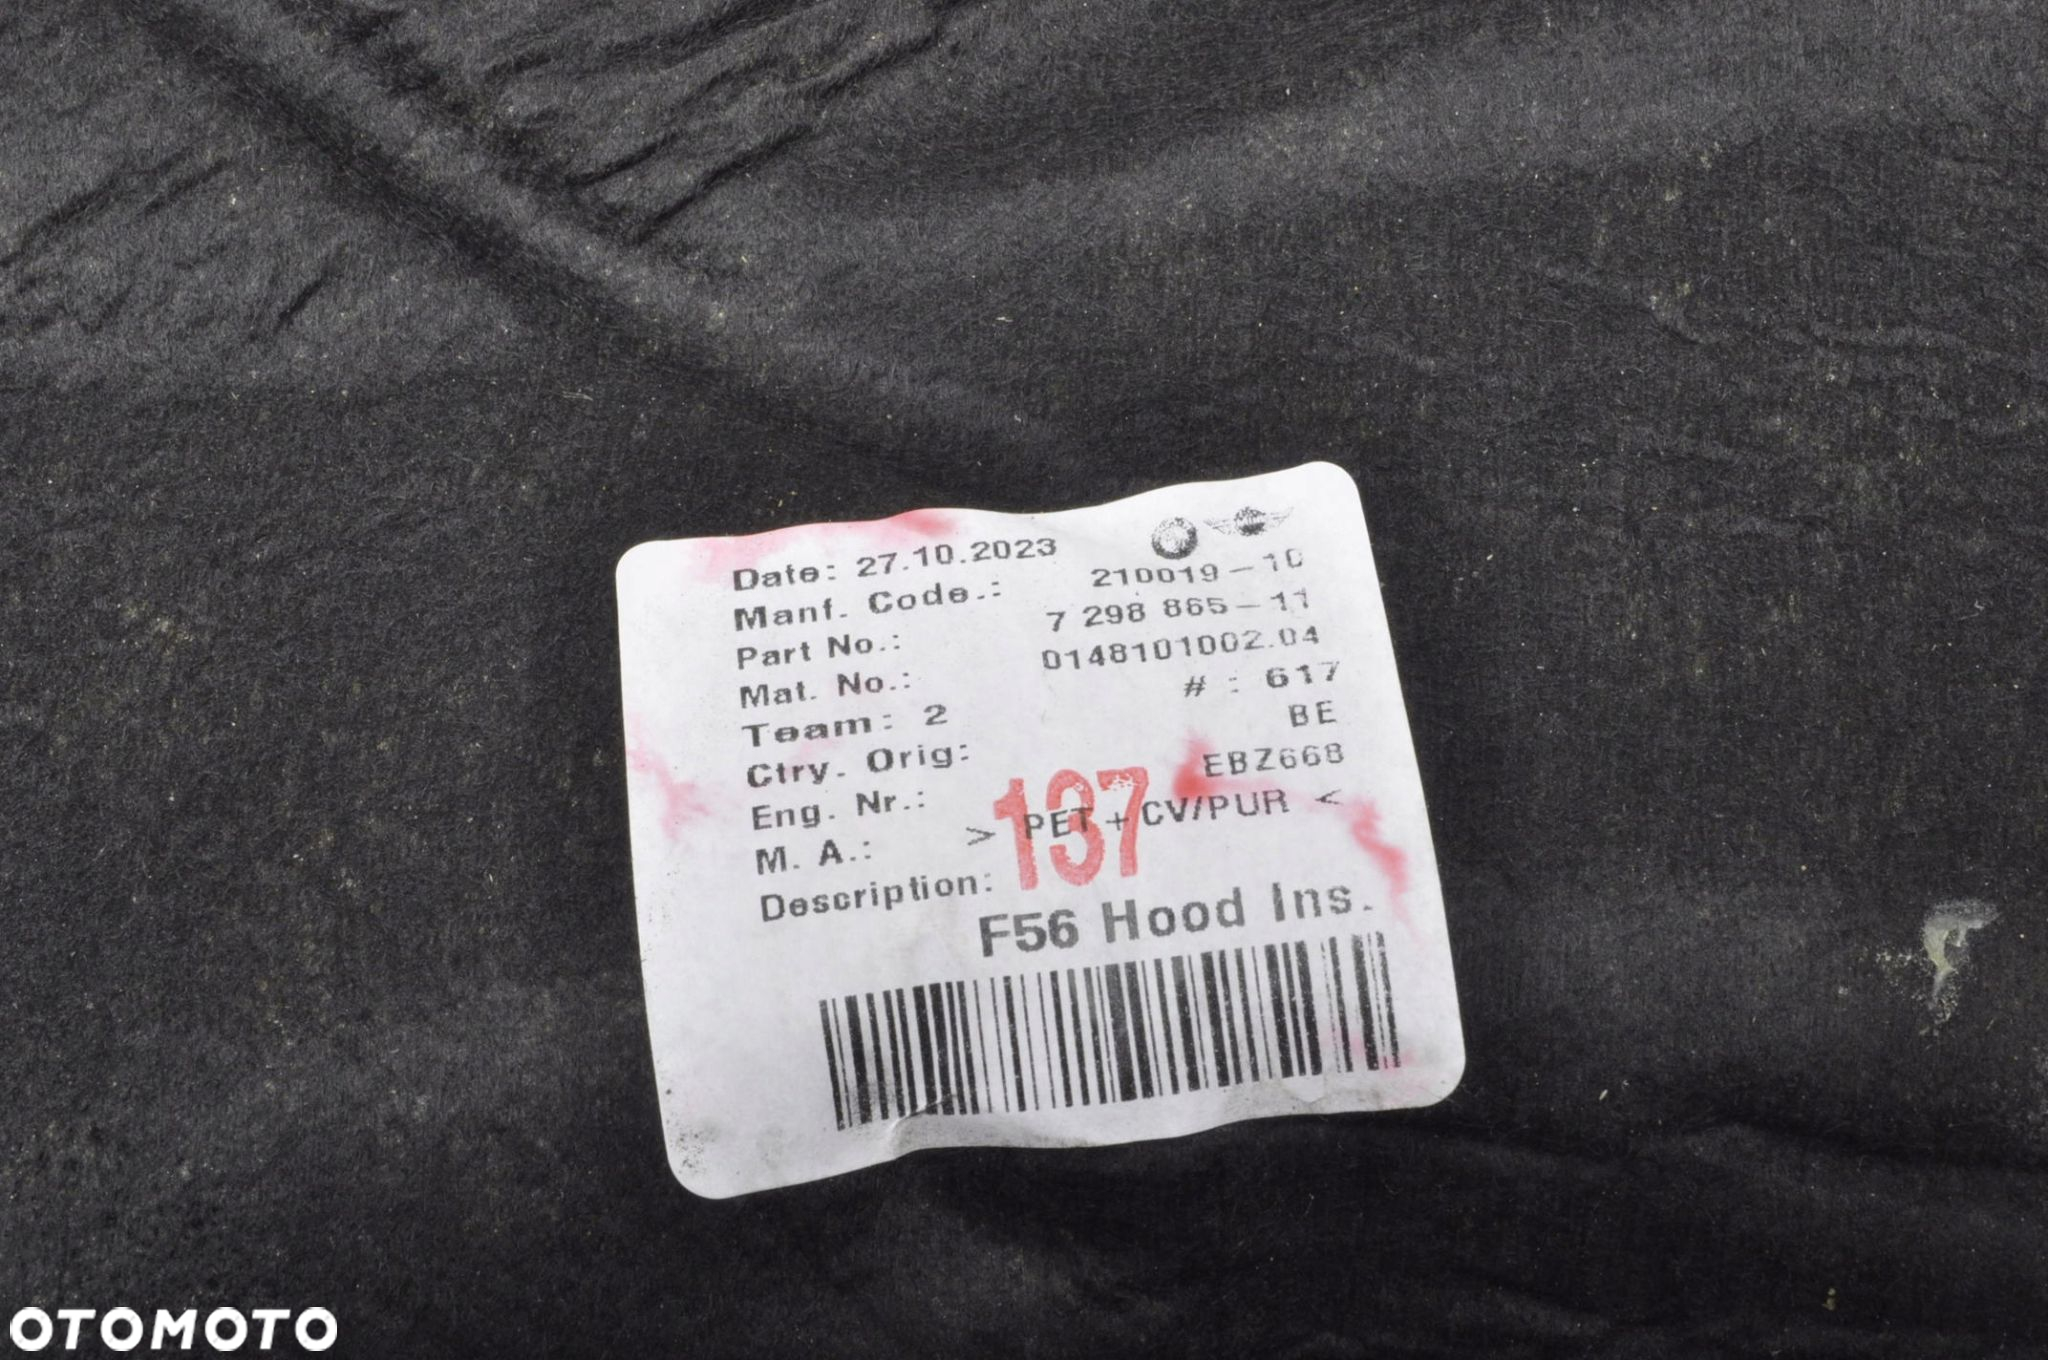 Date: 27.10.2023
Manf. Code.: 210019-10
Part No.: 7 298 865-11
Mat. No.: 0148101002.04
Team: 2 # : 617
Ctry. Orig: BE
Eng. Nr.: EBZ668
M. A.: > PET+CV/PUR <
137
Description:
F56 Hood Ins.
OTOMOTO